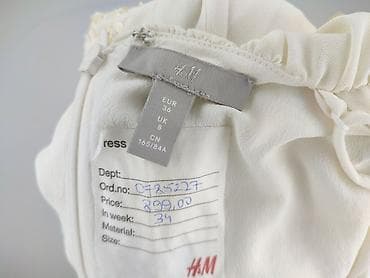 H&M
EUR
36
UK
8
CN
165/84A
ress
Dept:
Ord.no: 0725227
Price: 899,00
In week: 34
Material:
Size:
H&M